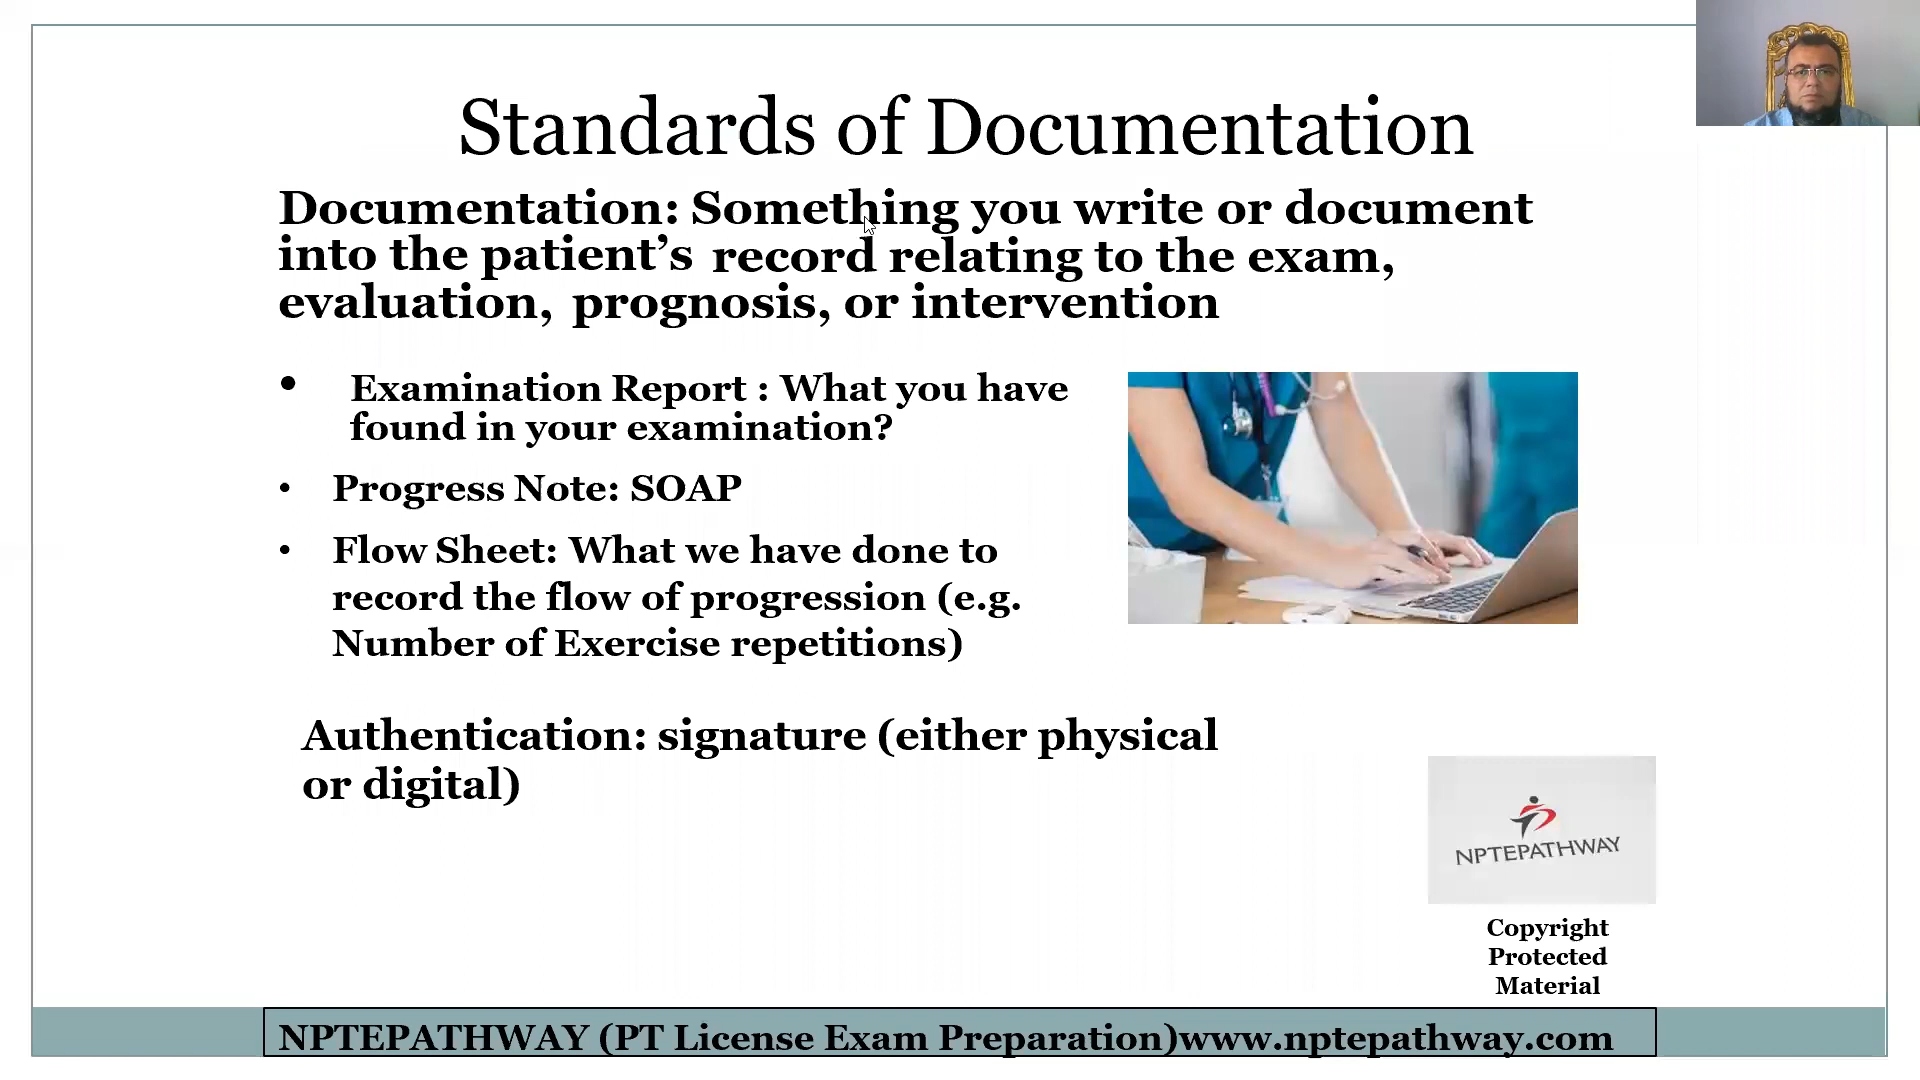 Standards of Documentation
Documentation: Something you write or document
into the patient’s record relating to the exam,
evaluation, prognosis, or intervention
• Examination Report : What you have
found in your examination?
• Progress Note: SOAP
• Flow Sheet: What we have done to
record the flow of progression (e.g.
Number of Exercise repetitions)
Authentication: signature (either physical
or digital)
NPTEPATHWAY
Copyright
Protected
Material
NPTEPATHWAY (PT License Exam Preparation)www.nptepathway.com